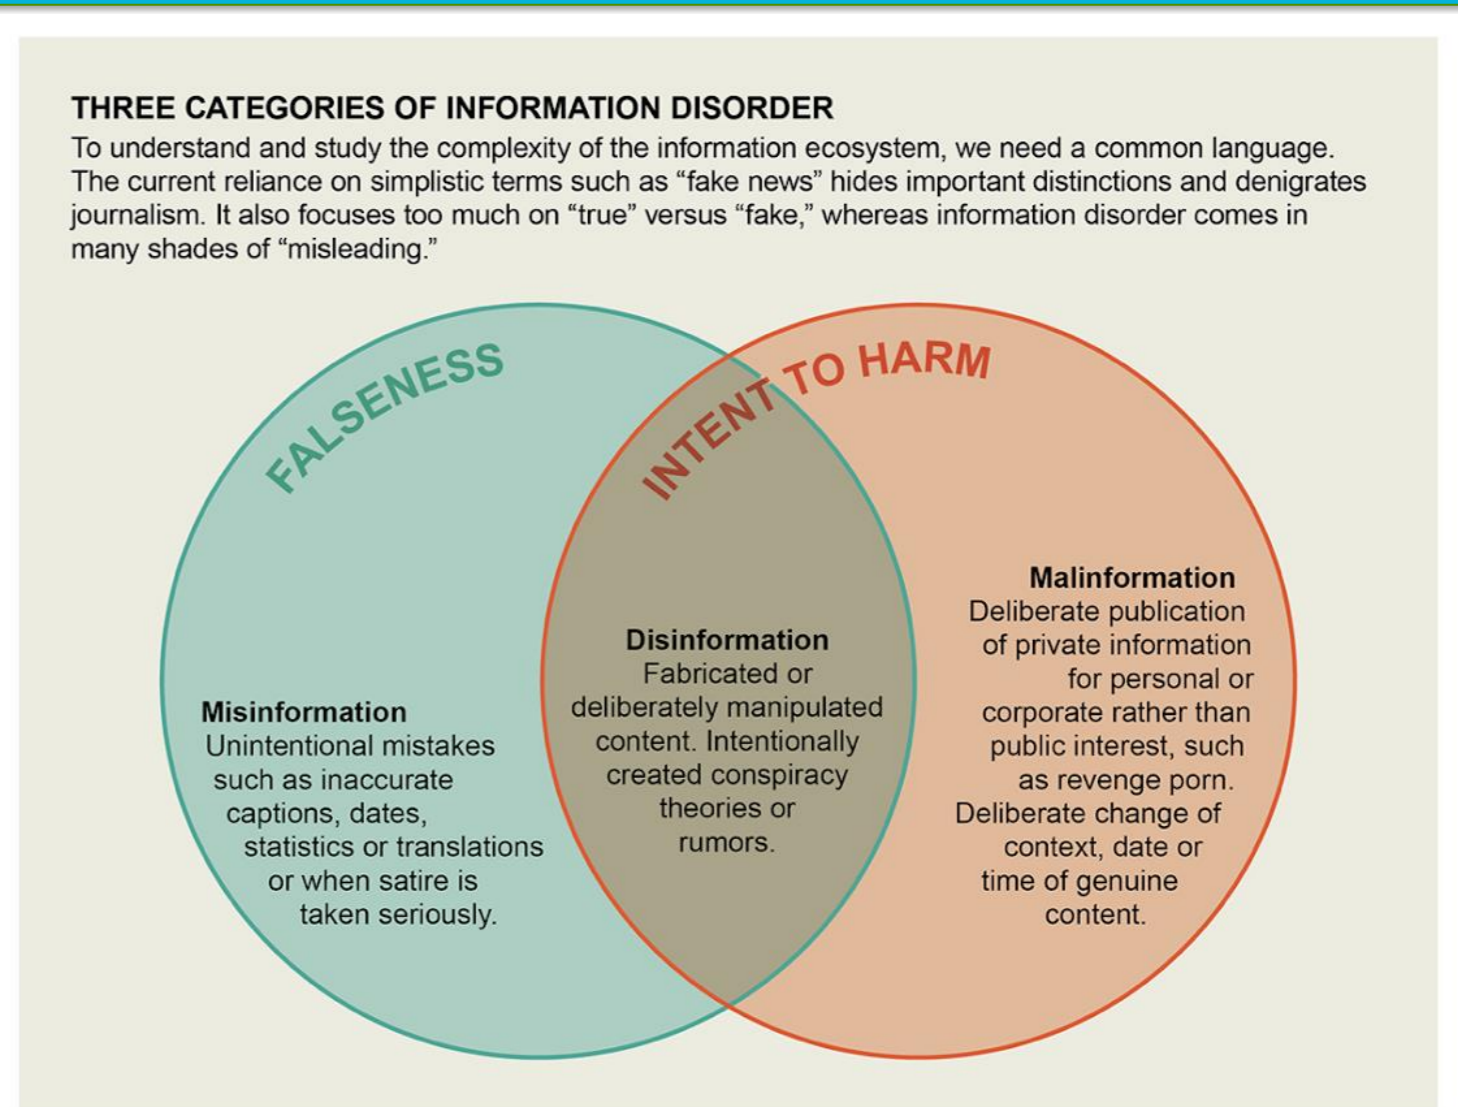 THREE CATEGORIES OF INFORMATION DISORDER
To understand and study the complexity of the information ecosystem, we need a common language.
The current reliance on simplistic terms such as “fake news” hides important distinctions and denigrates
journalism. It also focuses too much on “true” versus “fake,” whereas information disorder comes in
many shades of “misleading.”
FALSENESS
INTENT TO HARM
Misinformation
Unintentional mistakes
such as inaccurate
captions, dates,
statistics or translations
or when satire is
taken seriously.
Disinformation
Fabricated or
deliberately manipulated
content. Intentionally
created conspiracy
theories or
rumors.
Malinformation
Deliberate publication
of private information
for personal or
corporate rather than
public interest, such
as revenge porn.
Deliberate change of
context, date or
time of genuine
content.